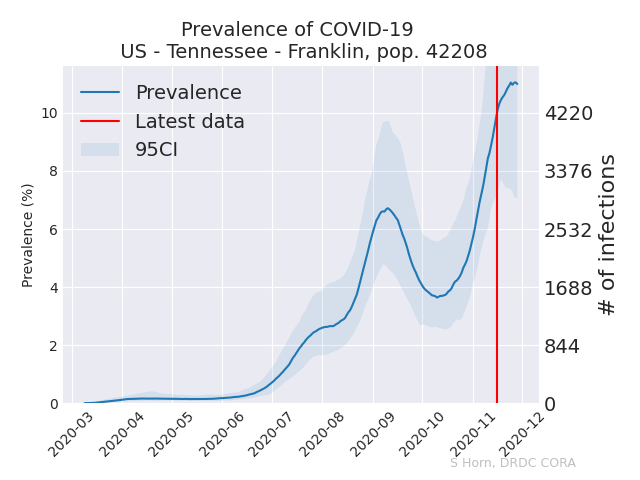 Prevalence of COVID-19
US - Tennessee - Franklin, pop. 42208
Prevalence
Latest data
95CI
Prevalence (%)
10
8
6
4
2
0
4220
3376
2532
1688
844
0
# of infections
2020-03
2020-04
2020-05
2020-06
2020-07
2020-08
2020-09
2020-10
2020-11
2020-12
S Horn, DRDC CORA